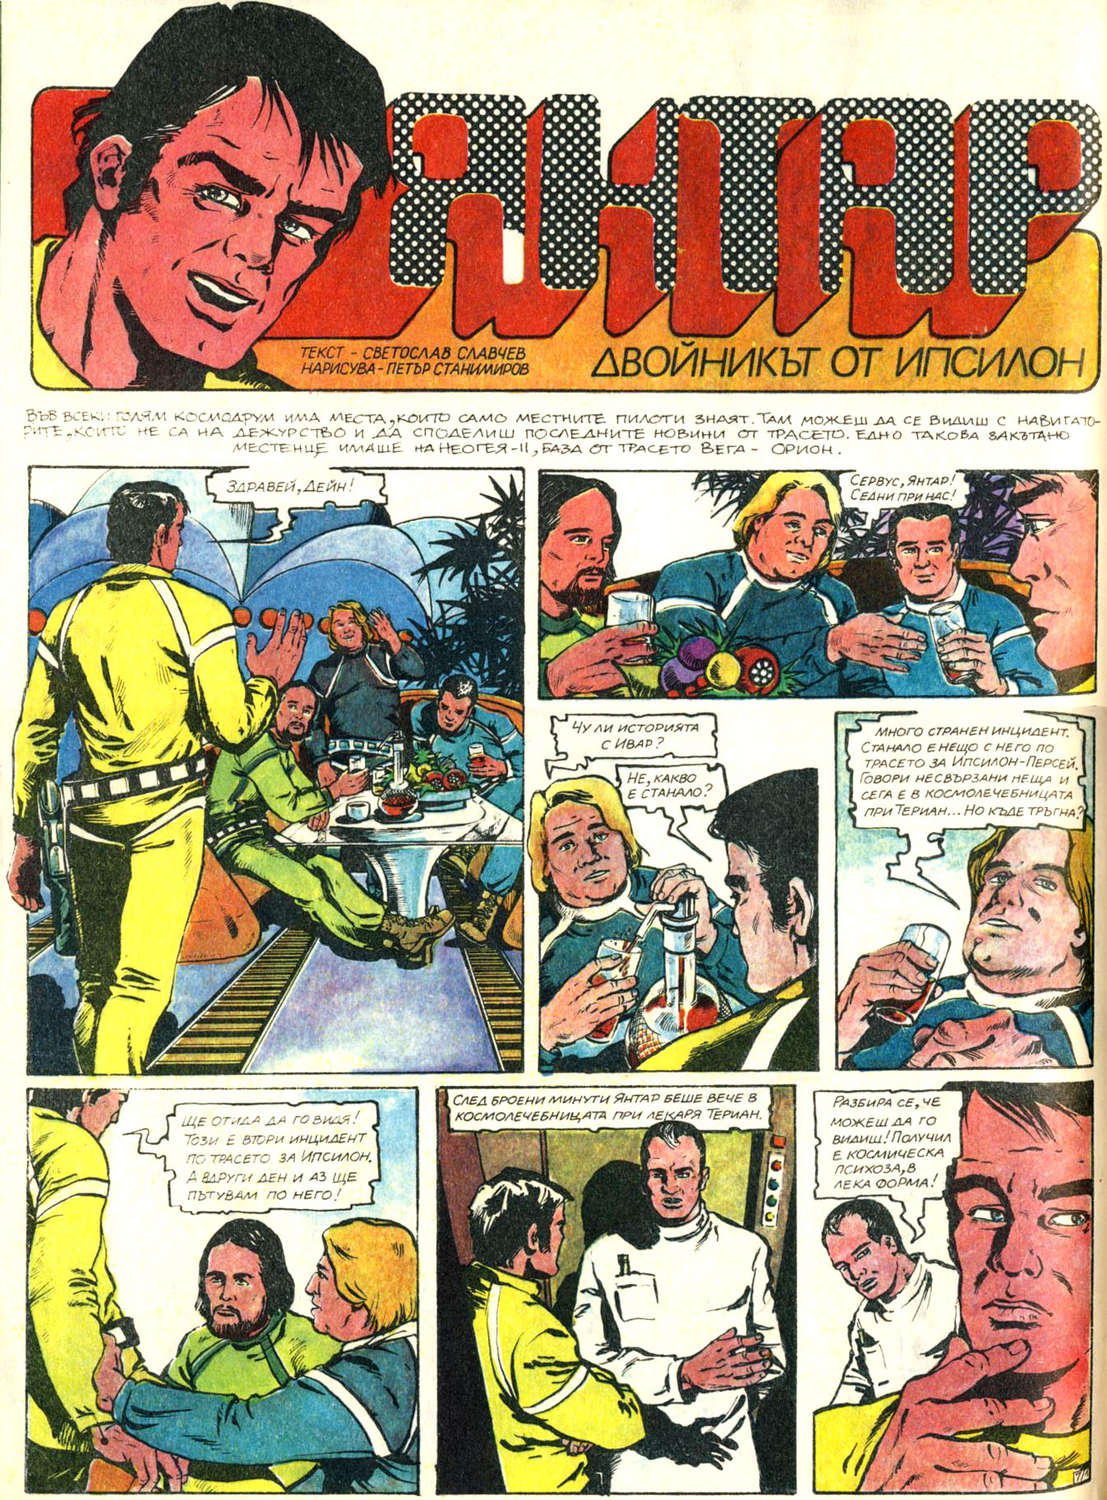 ЯНТАР
ТЕКСТ - СВЕТОСЛАВ СЛАВЧЕВ
НАРИСУВА - ПЕТЪР СТАНИМИРОВ
ДВОЙНИКЪТ ОТ ИПСИЛОН
ВЪВ ВСЕКИ ГОЛЯМ КОСМОДРУМ ИМА МЕСТА, КОИТО САМО МЕСТНИТЕ ПИЛОТИ ЗНАЯТ. ТАМ МОЖЕШ ДА СЕ ВИДИШ С НАВИГАТО-
РИТЕ, КОИТО НЕ СА НА ДЕЖУРСТВО И ДА СПОДЕЛИШ ПОСЛЕДНИТЕ НОВИНИ ОТ ТРАСЕТО. ЕДНО ТАКОВА ЗАКЪТАНО
МЕСТЕНЦЕ ИМАШЕ НА НЕОГЕЯ-II, БАЗА ОТ ТРАСЕТО ВЕГА - ОРИОН.
ЗДРАВЕЙ, ДЕЙН!
СЕРВУС, ЯНТАР!
СЕДНИ ПРИ НАС!
ЧУ ЛИ ИСТОРИЯТА
С ИВАР?
НЕ, КАКВО
Е СТАНАЛО?
МНОГО СТРАНЕН ИНЦИДЕНТ.
СТАНАЛО Е НЕЩО С НЕГО ПО
ТРАСЕТО ЗА ИПСИЛОН-ПЕРСЕЙ.
ГОВОРИ НЕСВЪРЗАНИ НЕЩА И
СЕГА Е В КОСМОЛЕЧЕБНИЦАТА
ПРИ ТЕРИАН... НО КЪДЕ ТРЪГНА?
ЩЕ ОТИДА ДА ГО ВИДЯ!
ТОЗИ Е ВТОРИ ИНЦИДЕНТ
ПО ТРАСЕТО ЗА ИПСИЛОН.
А ВДРУГИ ДЕН И АЗ ЩЕ
ПЪТУВАМ ПО НЕГО!
СЛЕД БРОЕНИ МИНУТИ ЯНТАР БЕШЕ ВЕЧЕ В
КОСМОЛЕЧЕБНИЦАТА ПРИ ЛЕКАРЯ ТЕРИАН.
РАЗБИРА СЕ, ЧЕ
МОЖЕШ ДА ГО
ВИДИШ! ПОЛУЧИЛ
Е КОСМИЧЕСКА
ПСИХОЗА, В
ЛЕКА ФОРМА!